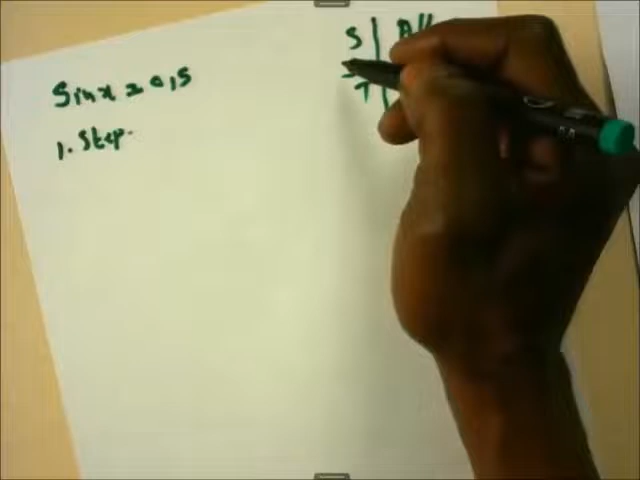 S | All
T |
Sin x = 0,5
1. Step.